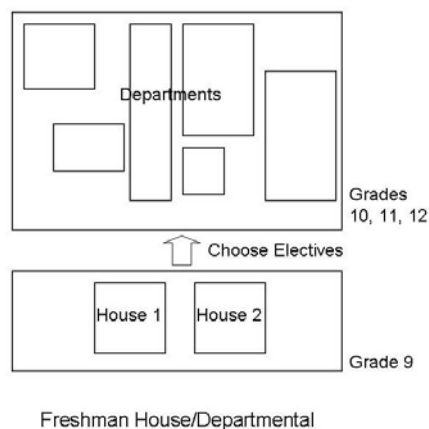 Departments
Grades
10, 11, 12
Choose Electives
House 1
House 2
Grade 9
Freshman House/Departmental